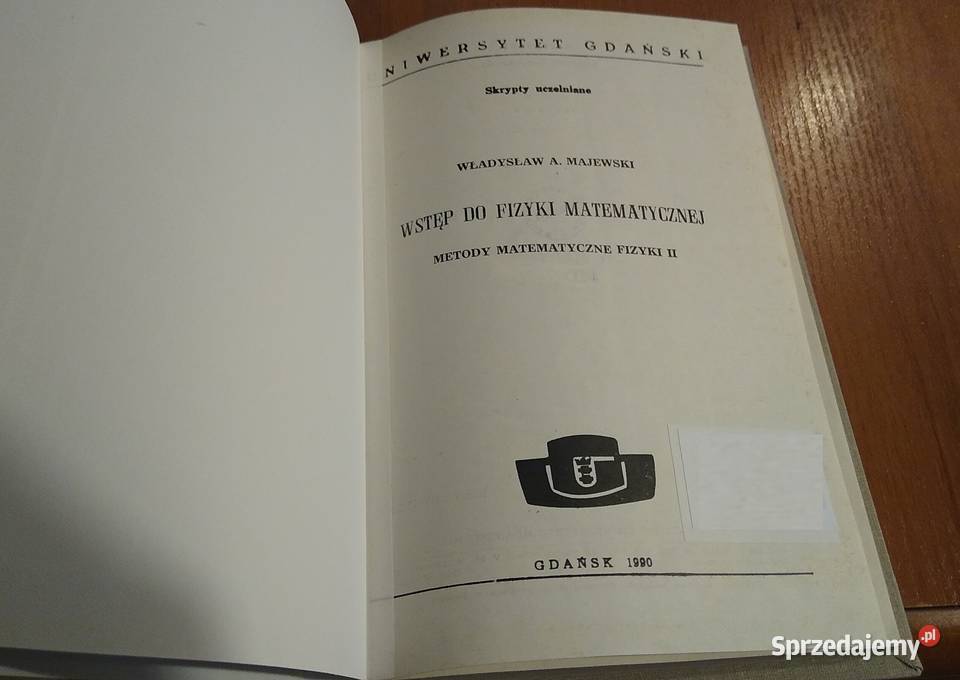 NIWERSYTET GDAŃSKI
Skrypty uczelniane
WŁADYSŁAW A. MAJEWSKI
WSTĘP DO FIZYKI MATEMATYCZNEJ
METODY MATEMATYCZNE FIZYKI II
GDAŃSK 1990
Sprzedajemy.pl